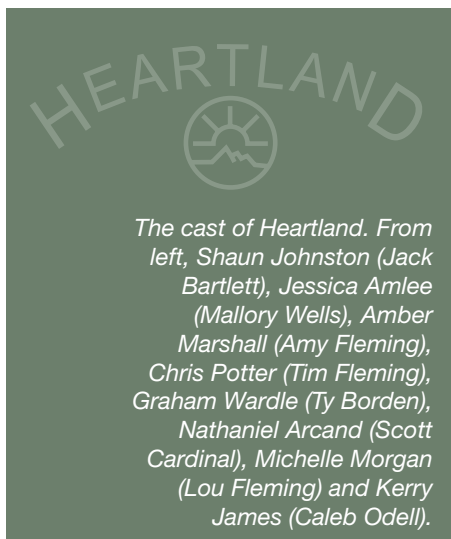 HEARTLAND
The cast of Heartland. From
left, Shaun Johnston (Jack
Bartlett), Jessica Amlee
(Mallory Wells), Amber
Marshall (Amy Fleming),
Chris Potter (Tim Fleming),
Graham Wardle (Ty Borden),
Nathaniel Arcand (Scott
Cardinal), Michelle Morgan
(Lou Fleming) and Kerry
James (Caleb Odell).